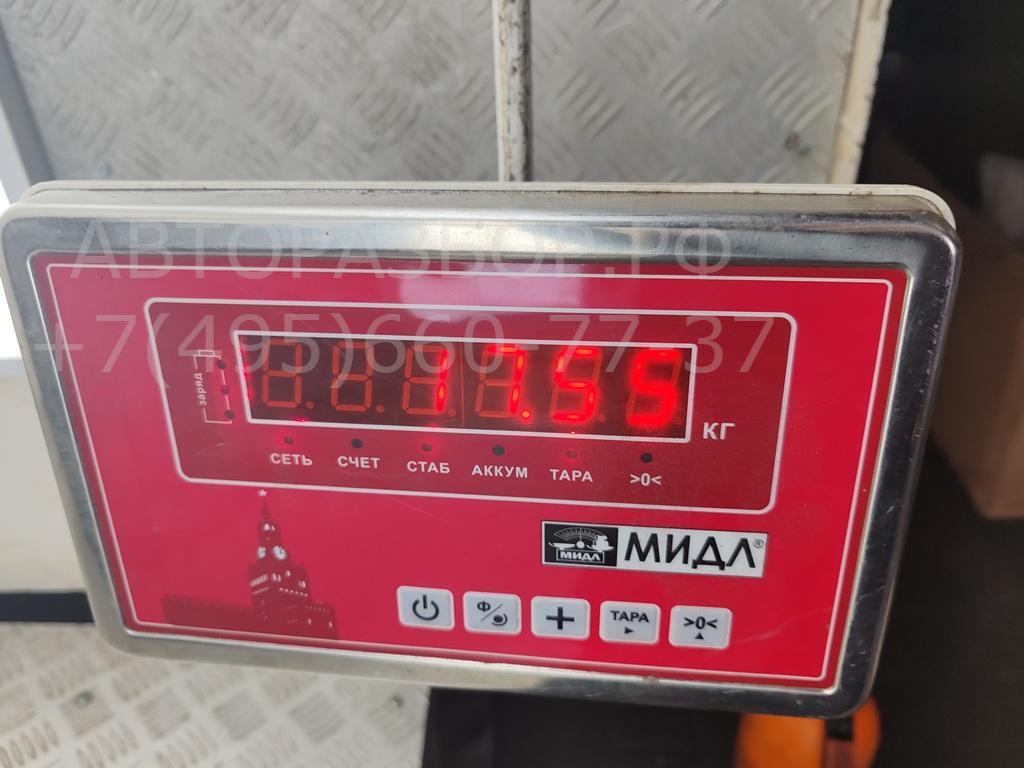 АВТОРАЗБОР.РФ
+7(495)660-77-37
заряд
17.55
КГ
СЕТЬ СЧЕТ СТАБ АККУМ ТАРА >0<
МИДЛ МИДЛ®
Ф + ТАРА >0<